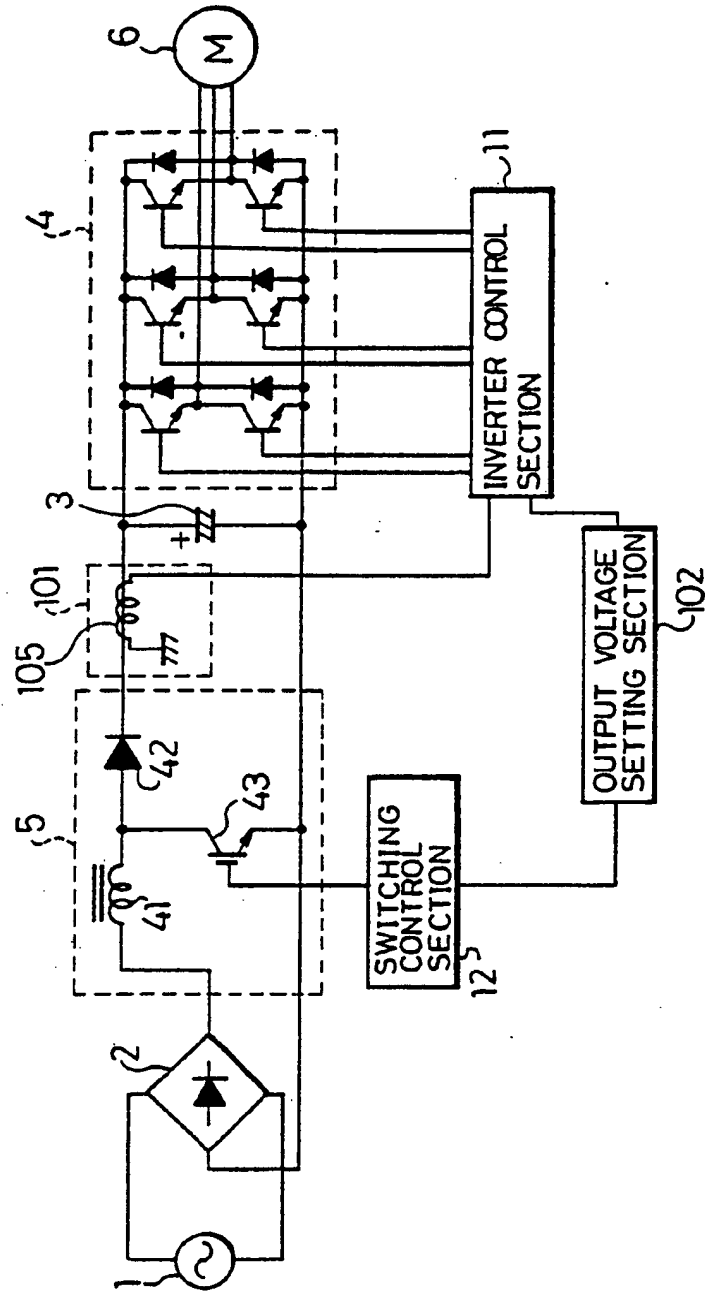 1
2
5
41
42
43
105
101
3
+
4
6
M
SWITCHING
CONTROL
SECTION
12
INVERTER CONTROL
SECTION
11
OUTPUT VOLTAGE
SETTING SECTION
102